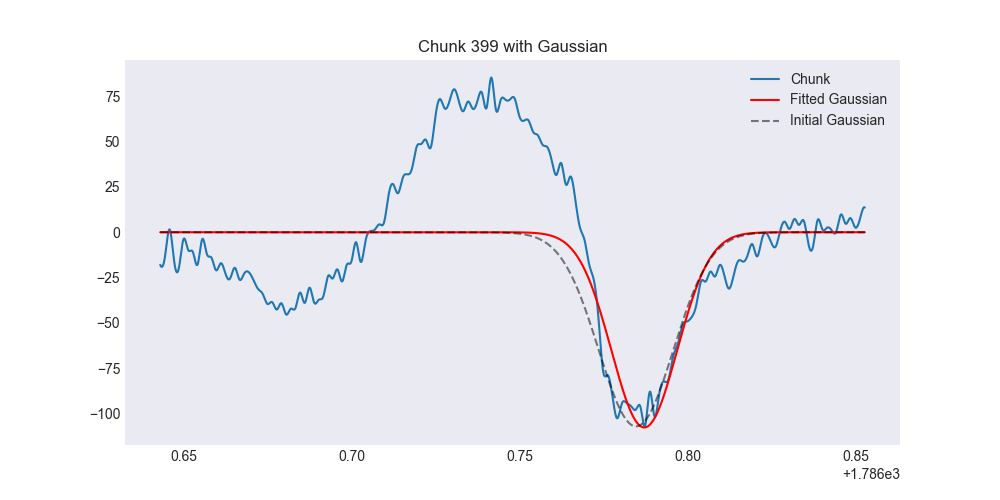 Chunk 399 with Gaussian
Chunk
Fitted Gaussian
Initial Gaussian
75
50
25
0
−25
−50
−75
−100
0.65 0.70 0.75 0.80 0.85
+1.786e3